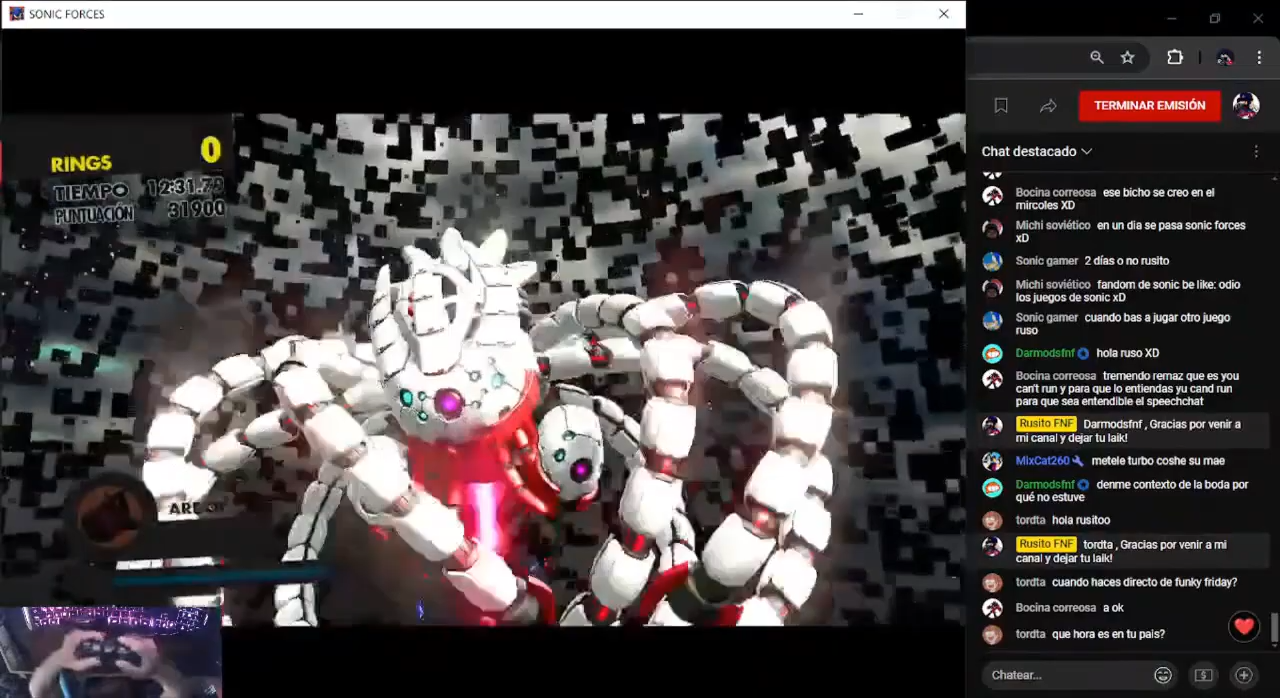 SONIC FORCES
RINGS 0
TIEMPO 12:31.79
PUNTUACIÓN 31900
TERMINAR EMISIÓN
Chat destacado
Bocina correosa ese bicho se creo en el
mircoles XD
Michi soviético en un dia se pasa sonic forces
xD
Sonic gamer 2 días o no rusito
Michi soviético fandom de sonic be like: odio
los juegos de sonic xD
Sonic gamer cuando bas a jugar otro juego
ruso
Darmodsfnf hola ruso XD
Bocina correosa tremendo remaz que es you
can't run y para que lo entiendas yu cand run
para que sea entendible el speechchat
Rusito FNF Darmodsfnf , Gracias por venir a
mi canal y dejar tu laik!
MixCat260 metele turbo coshe su mae
Darmodsfnf denme contexto de la boda por
qué no estuve
tordta hola rusitoo
Rusito FNF tordta , Gracias por venir a mi
canal y dejar tu laik!
tordta cuando haces directo de funky friday?
Bocina correosa a ok
tordta que hora es en tu pais?
Chatear...